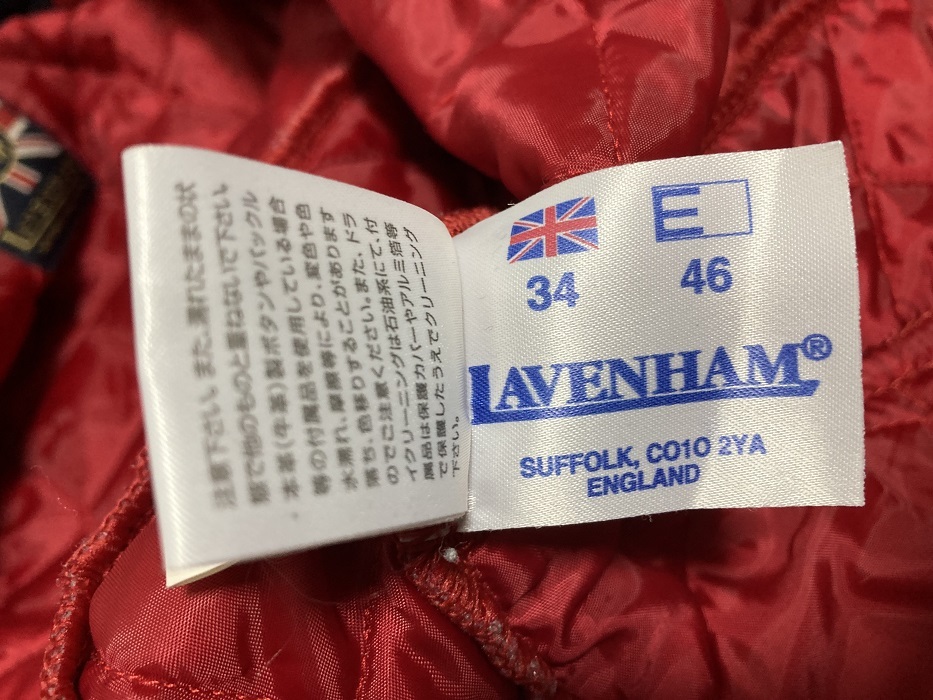 注意下さい。また、濡れたままの状
態で他のものと重ねないで下さい
本革(牛革)製ボタンやバックル
等の付属品を使用している場合
水濡れ、摩擦等により、変色や色
落ち、色移りすることがあります
のでご注意ください。また、ドラ
イクリーニングは石油系にて、付
属品は保護カバーやアルミ箔等
で保護したうえでクリーニング
下さい。
34
E
46
LAVENHAM®
SUFFOLK, CO10 2YA
ENGLAND